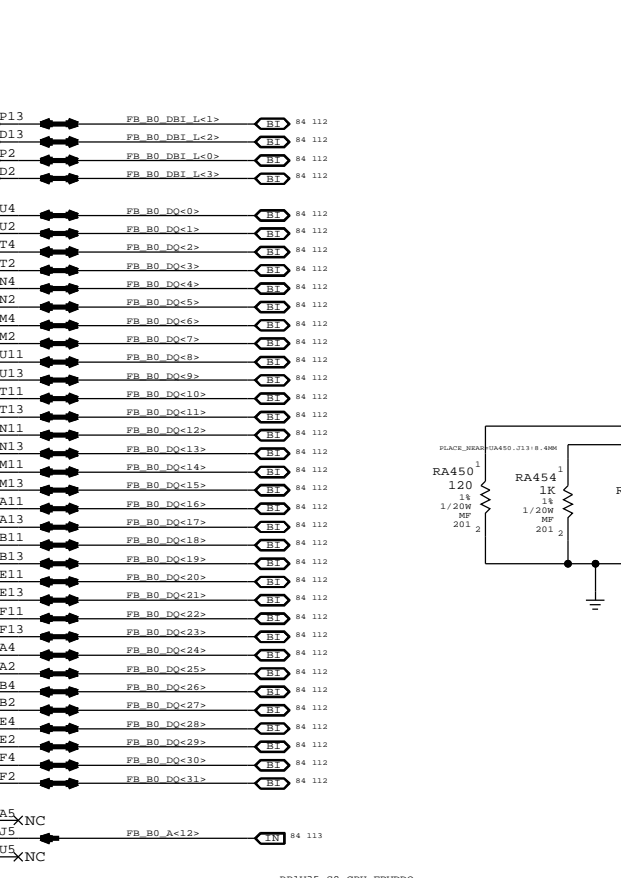 P13 FB_B0_DBI_L<1> BI 84 112
D13 FB_B0_DBI_L<2> BI 84 112
P2 FB_B0_DBI_L<0> BI 84 112
D2 FB_B0_DBI_L<3> BI 84 112
U4 FB_B0_DQ<0> BI 84 112
U2 FB_B0_DQ<1> BI 84 112
T4 FB_B0_DQ<2> BI 84 112
T2 FB_B0_DQ<3> BI 84 112
N4 FB_B0_DQ<4> BI 84 112
N2 FB_B0_DQ<5> BI 84 112
M4 FB_B0_DQ<6> BI 84 112
M2 FB_B0_DQ<7> BI 84 112
U11 FB_B0_DQ<8> BI 84 112
U13 FB_B0_DQ<9> BI 84 112
T11 FB_B0_DQ<10> BI 84 112
T13 FB_B0_DQ<11> BI 84 112
N11 FB_B0_DQ<12> BI 84 112
N13 FB_B0_DQ<13> BI 84 112
M11 FB_B0_DQ<14> BI 84 112
M13 FB_B0_DQ<15> BI 84 112
A11 FB_B0_DQ<16> BI 84 112
A13 FB_B0_DQ<17> BI 84 112
B11 FB_B0_DQ<18> BI 84 112
B13 FB_B0_DQ<19> BI 84 112
E11 FB_B0_DQ<20> BI 84 112
E13 FB_B0_DQ<21> BI 84 112
F11 FB_B0_DQ<22> BI 84 112
F13 FB_B0_DQ<23> BI 84 112
A4 FB_B0_DQ<24> BI 84 112
A2 FB_B0_DQ<25> BI 84 112
B4 FB_B0_DQ<26> BI 84 112
B2 FB_B0_DQ<27> BI 84 112
E4 FB_B0_DQ<28> BI 84 112
E2 FB_B0_DQ<29> BI 84 112
F4 FB_B0_DQ<30> BI 84 112
F2 FB_B0_DQ<31> BI 84 112
A5 NC
J5 FB_B0_A<12> IN 84 113
U5 NC
PLACE_NEAR=UA450.J13:8.4MM
RA450 1
120
1%
1/20W
MF
201 2
RA454 1
1K
1%
1/20W
MF
201 2
R